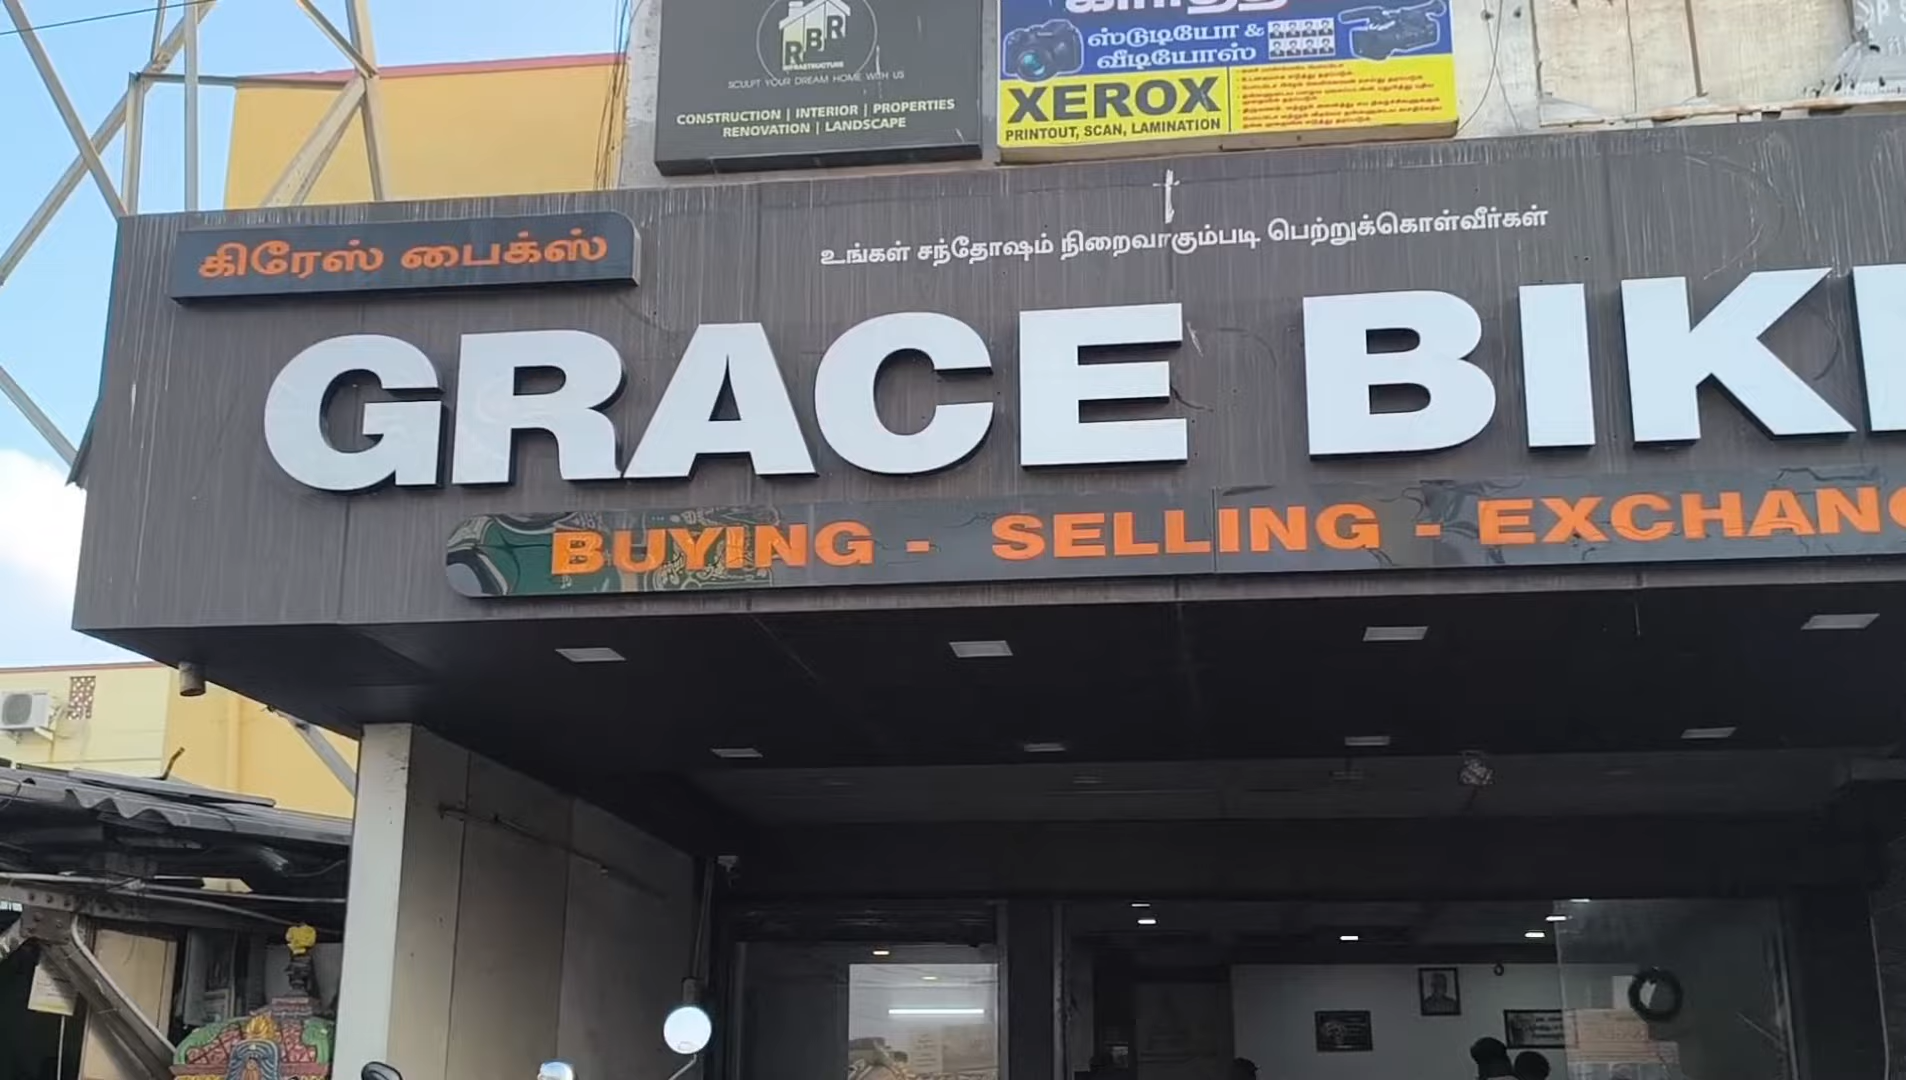 RBR
INFRASTRUCTURE
SCULPT YOUR DREAM HOME WITH US
CONSTRUCTION | INTERIOR | PROPERTIES
RENOVATION | LANDSCAPE
ஸ்டுடியோ &
வீடியோஸ்
XEROX
PRINTOUT, SCAN, LAMINATION
கிரேஸ் பைக்ஸ்
உங்கள் சந்தோஷம் நிறைவாகும்படி பெற்றுக்கொள்வீர்கள்
GRACE BIK
BUYING - SELLING - EXCHAN